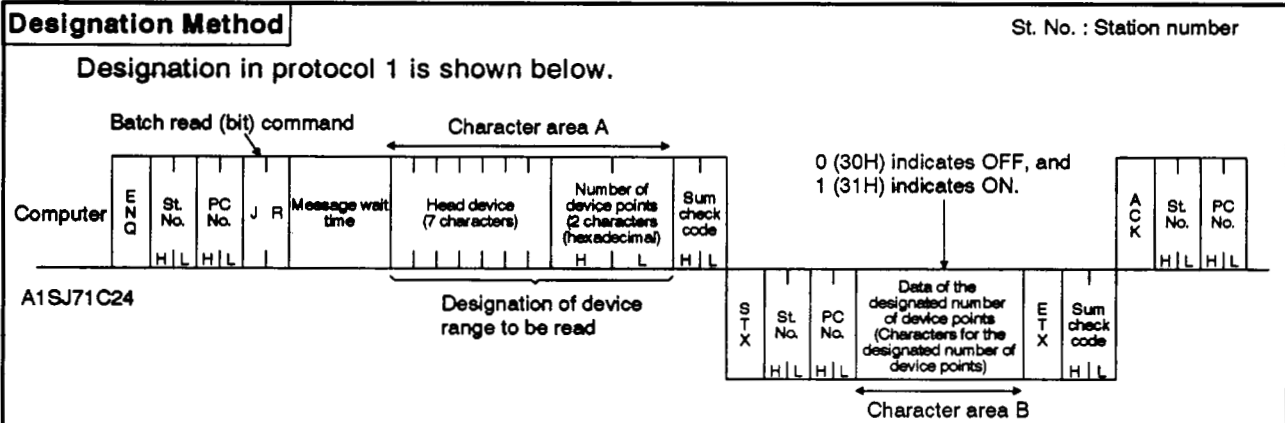 Designation Method
St. No. : Station number
Designation in protocol 1 is shown below.
Batch read (bit) command
Character area A
0 (30H) indicates OFF, and
1 (31H) indicates ON.
Computer
ENQ
St. No.
H L
PC No.
H L
J R
Message wait time
Head device
(7 characters)
Number of
device points
(2 characters
(hexadecimal)
H L
Sum
check
code
H L
ACK
St. No.
H L
PC No.
H L
A1SJ71C24
Designation of device
range to be read
STX
St. No.
H L
PC No.
H L
Data of the
designated number
of device points
(Characters for the
designated number of
device points)
ETX
Sum
check
code
H L
Character area B